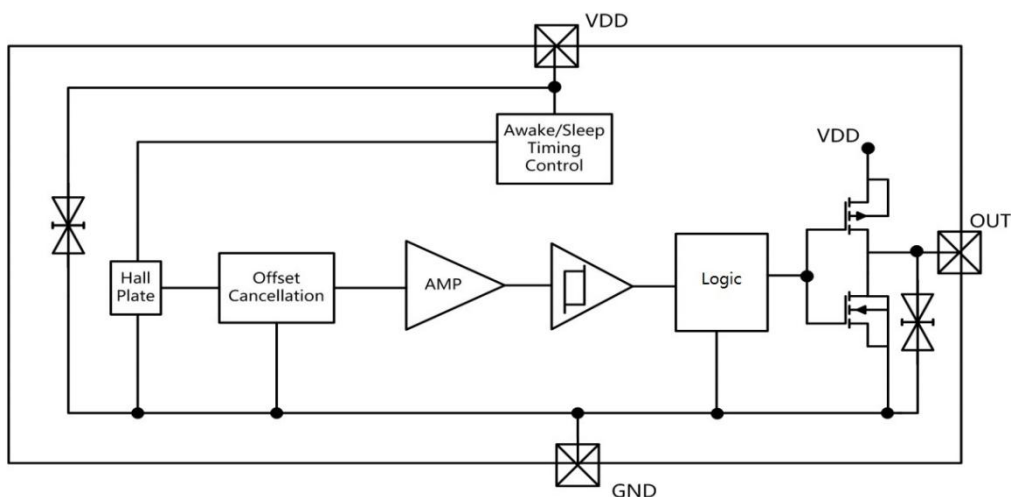 VDD
Awake/Sleep
Timing
Control
VDD
OUT
Hall
Plate
Offset
Cancellation
AMP
Logic
GND